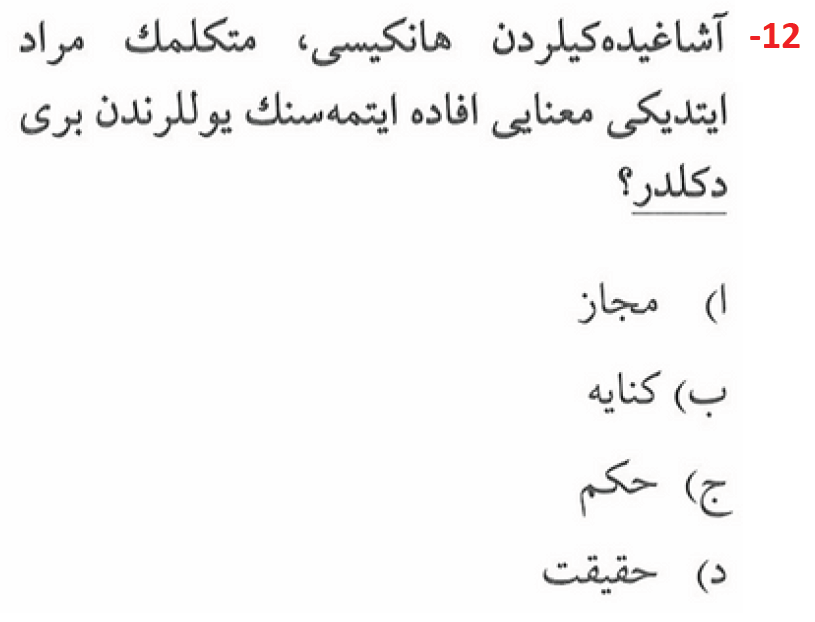 12- آشاغیده‌کیلردن هانکیسی، متکلمك مراد
ایتدیکی معنایی افاده ایتمه‌سنك یوللرندن بری
دکلدر؟
ا) مجاز
ب) کنایه
ج) حکم
د) حقیقت